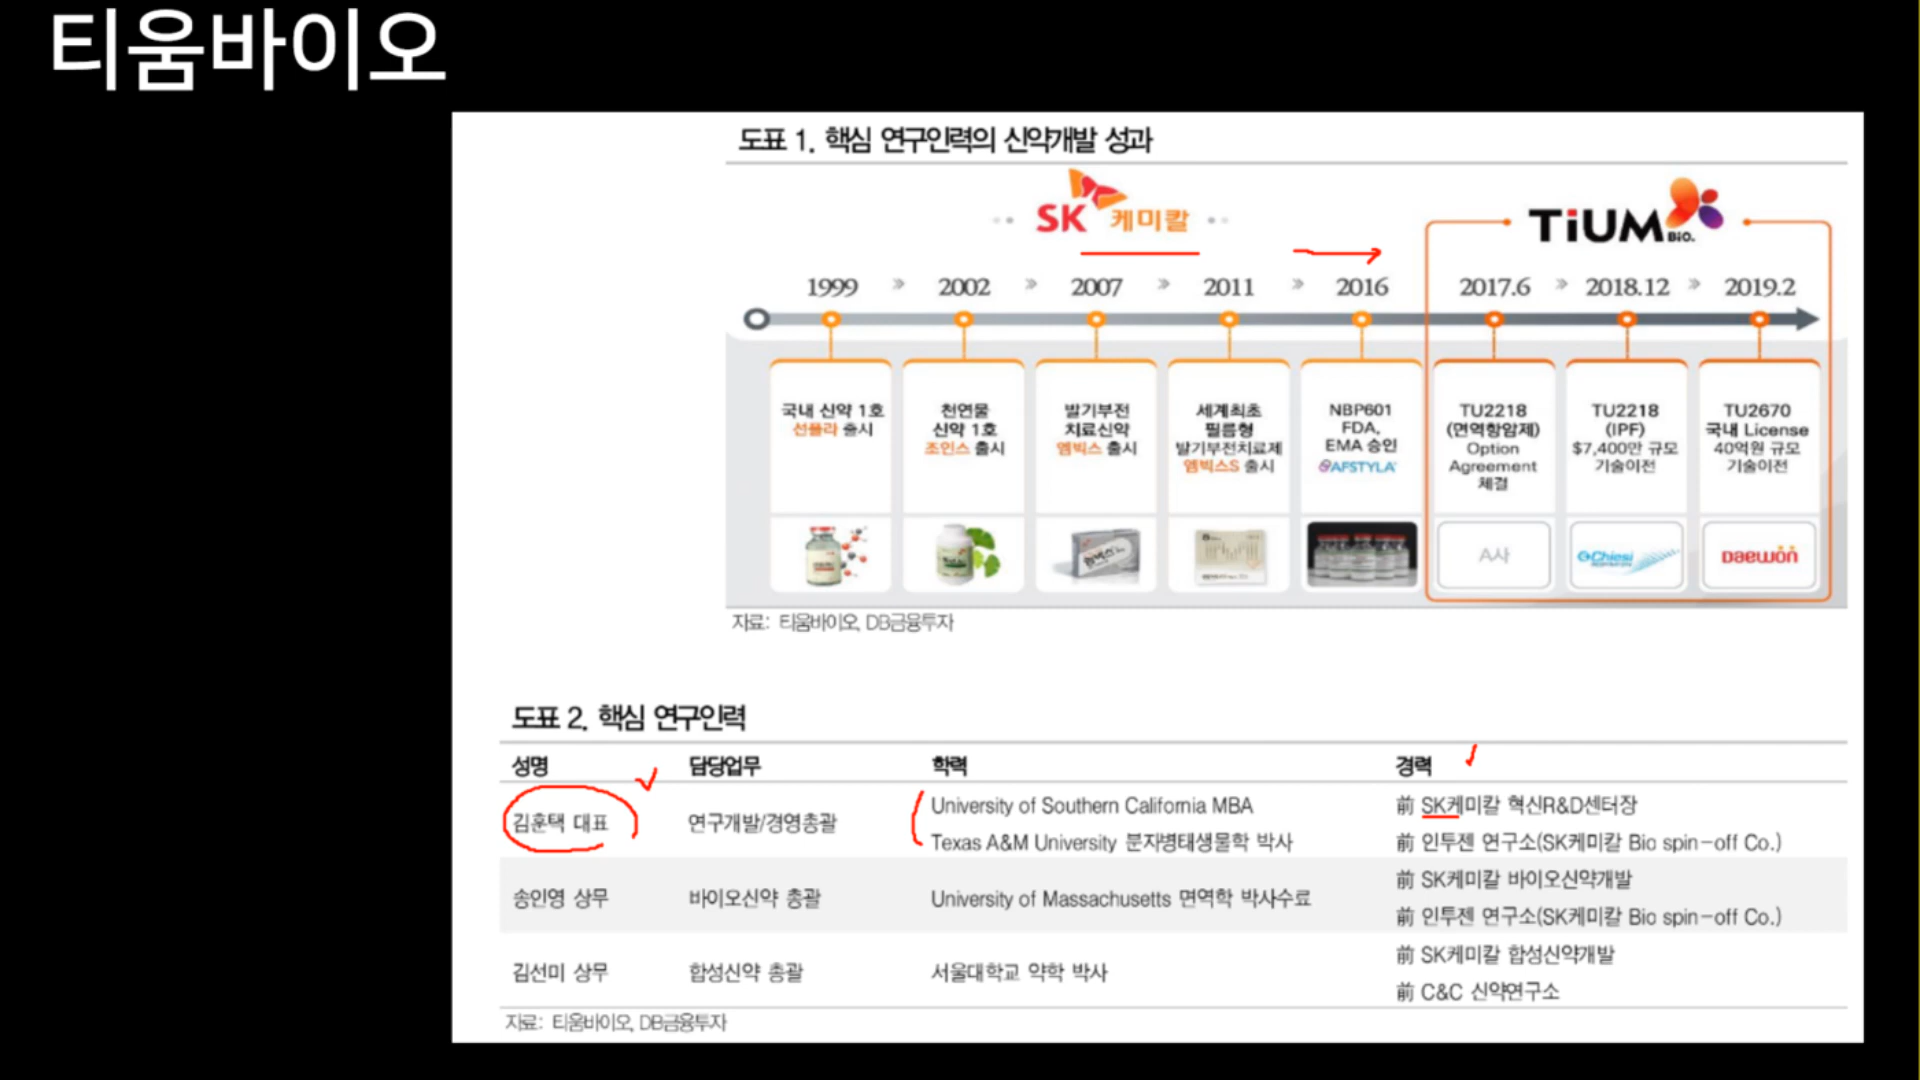 티움바이오
도표 1. 핵심 연구인력의 신약개발 성과
SK 케미칼
TiUM BIO.
1999 » 2002 » 2007 » 2011 » 2016 2017.6 » 2018.12 » 2019.2
국내 신약 1호
선플라 출시
천연물
신약 1호
조인스 출시
발기부전
치료신약
엠빅스 출시
세계최초
필름형
발기부전치료제
엠빅스S 출시
NBP601
FDA,
EMA 승인
AFSTYLA
TU2218
(면역항암제)
Option
Agreement
체결
TU2218
(IPF)
$7,400만 규모
기술이전
TU2670
국내 License
40억원 규모
기술이전
A사
Chiesi
DAEWON
자료: 티움바이오, DB금융투자
도표 2. 핵심 연구인력
성명 담당업무 학력 경력
김훈택 대표 연구개발/경영총괄 University of Southern California MBA 前 SK케미칼 혁신R&D센터장
Texas A&M University 분자병태생물학 박사 前 인투젠 연구소(SK케미칼 Bio spin-off Co.)
송인영 상무 바이오신약 총괄 University of Massachusetts 면역학 박사수료 前 SK케미칼 바이오신약개발
前 인투젠 연구소(SK케미칼 Bio spin-off Co.)
김선미 상무 합성신약 총괄 서울대학교 약학 박사 前 SK케미칼 합성신약개발
前 C&C 신약연구소
자료: 티움바이오, DB금융투자